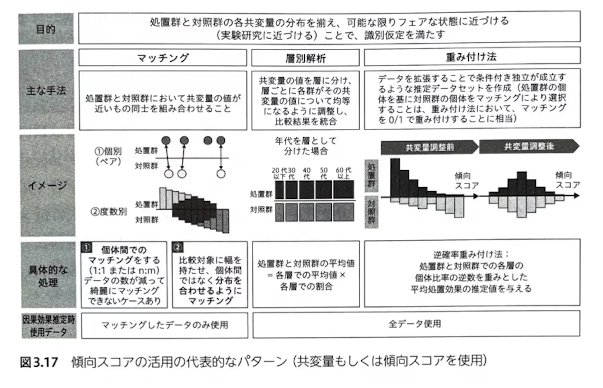 目的
処置群と対照群の各共変量の分布を揃え、可能な限りフェアな状態に近づける
(実験研究に近づける)ことで、識別仮定を満たす
主な手法
マッチング
処置群と対照群において共変量の値が
近いもの同士を組み合わせること
層別解析
共変量の値を層に分け、
層ごとに各群がその共
変量の値について均等
になるように調整し、
比較結果を統合
重み付け法
データを拡張することで条件付き独立が成立す
るような推定データセットを作成(処置群の個
体を基に対照群の個体をマッチングにより選択
することは、重み付け法において、マッチング
を0/1で重み付けすることに相当)
イメージ
①個別
(ペア)
処置群
対照群
②度数別
処置群
対照群
年代を層として
分けた場合
20代 30 40 50 60代
以下 代 代 代 以上
処置群
対照群
共変量調整前
共変量調整後
処置群
対照群
傾向
スコア
傾向
スコア
具体的な
処理
1 個体間での
マッチングをする
(1:1 または n:m)
データの数が減って
綺麗にマッチング
できないケースあり
2 比較対象に幅を
持たせ、個体間
ではなく分布を
合わせるように
マッチング
処置群と対照群の平均値
= 各層での平均値 ×
各層での割合
逆確率重み付け法;
処置群と対照群での各層の
個体比率の逆数を重みとした
平均処置効果の推定値を与える
因果効果推定時
使用データ
マッチングしたデータのみ使用
全データ使用
図3.17 傾向スコアの活用の代表的なパターン(共変量もしくは傾向スコアを使用)